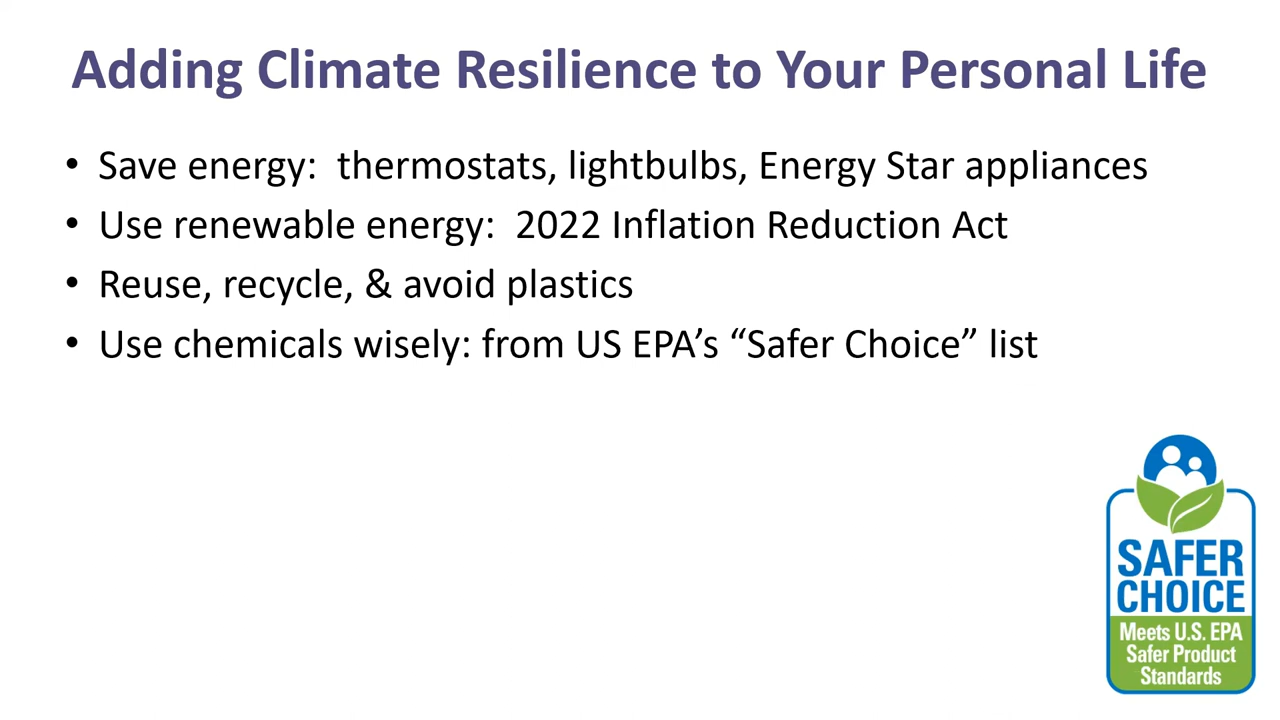 Adding Climate Resilience to Your Personal Life
• Save energy:  thermostats, lightbulbs, Energy Star appliances
• Use renewable energy:  2022 Inflation Reduction Act
• Reuse, recycle, & avoid plastics
• Use chemicals wisely: from US EPA’s “Safer Choice” list
SAFER
CHOICE
Meets U.S. EPA
Safer Product
Standards